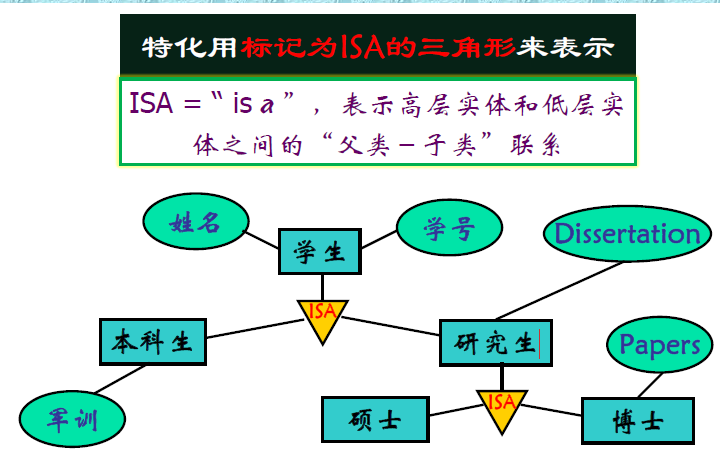 特化用标记为ISA的三角形来表示
ISA = “ is a ”，表示高层实体和低层实
体之间的“父类－子类”联系
姓名
学号
学生
Dissertation
ISA
本科生
研究生
Papers
军训
硕士
ISA
博士